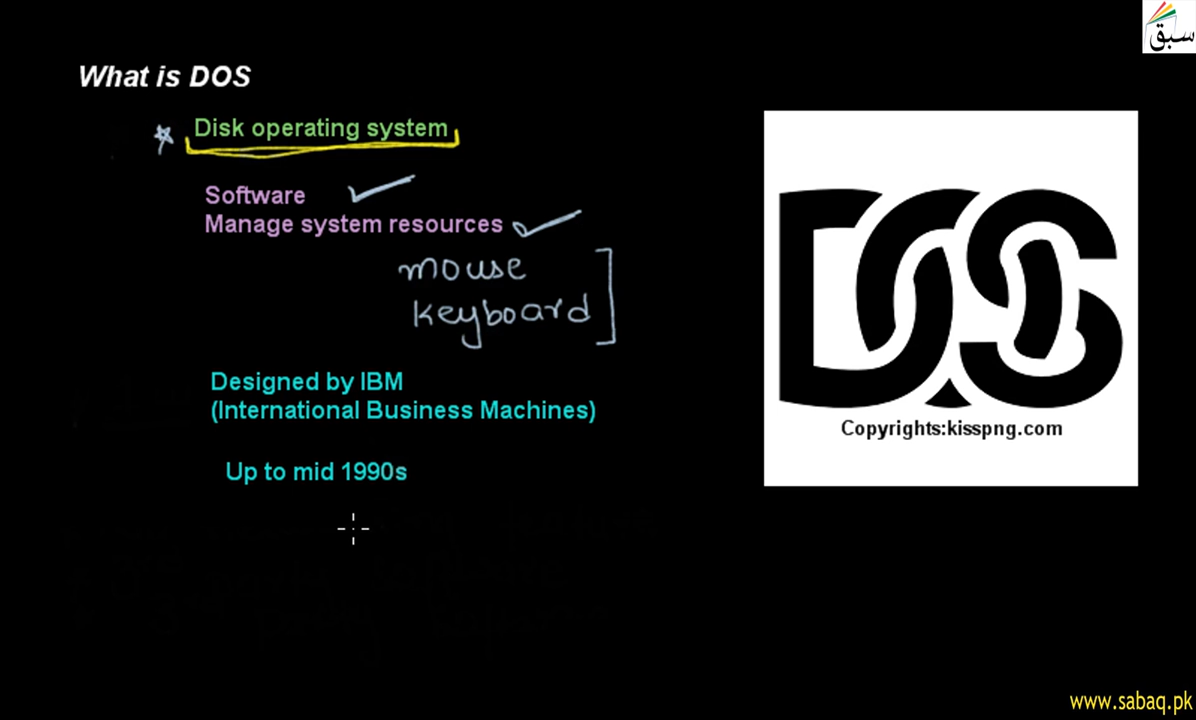 سبق
What is DOS
Disk operating system
Software
Manage system resources
mouse
keyboard
Designed by IBM
(International Business Machines)
Up to mid 1990s
DOS
Copyrights:kisspng.com
www.sabaq.pk